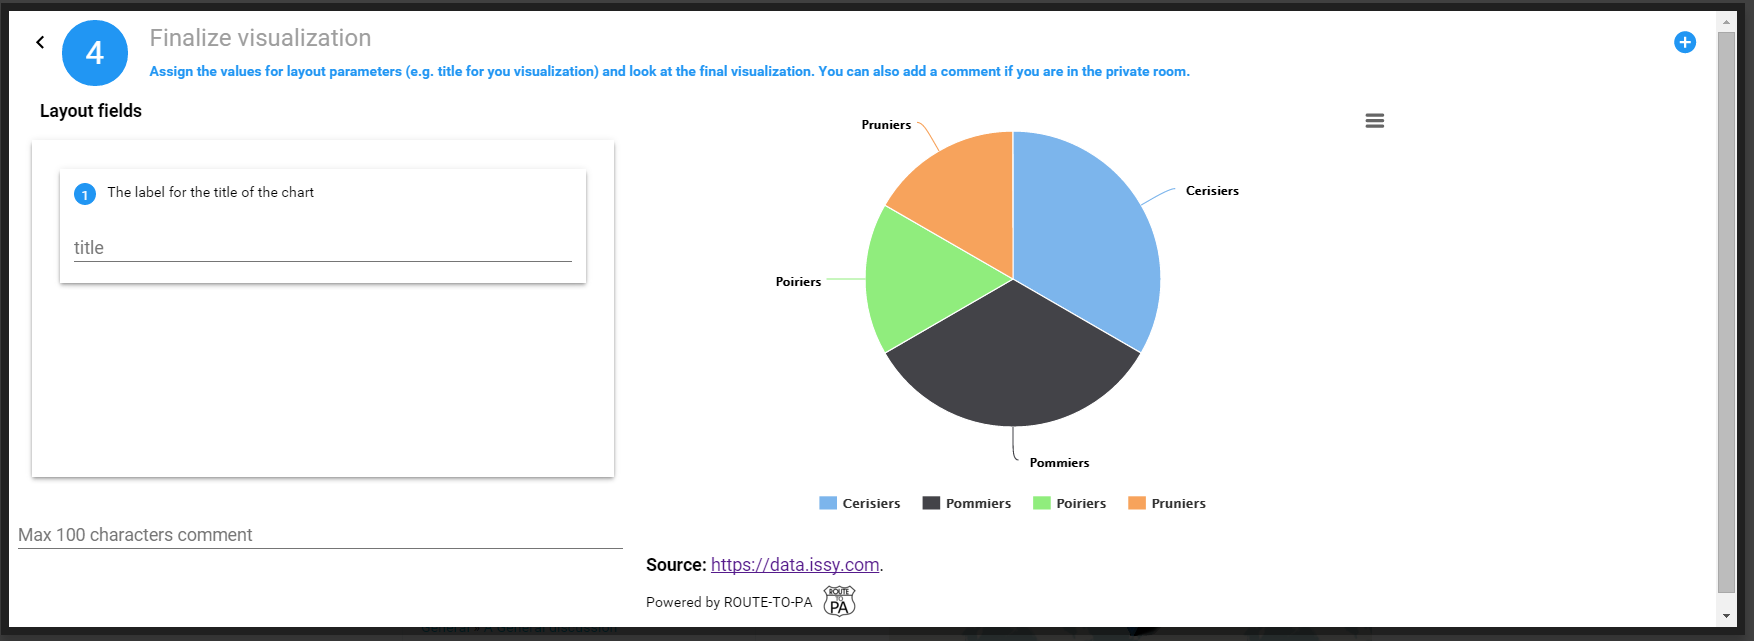 4
Finalize visualization
Assign the values for layout parameters (e.g. title for you visualization) and look at the final visualization. You can also add a comment if you are in the private room.
Layout fields
1 The label for the title of the chart
title
Max 100 characters comment
Pruniers
Cerisiers
Poiriers
Pommiers
Cerisiers Pommiers Poiriers Pruniers
Source: https://data.issy.com.
Powered by ROUTE-TO-PA
ROUTE
TO
PA